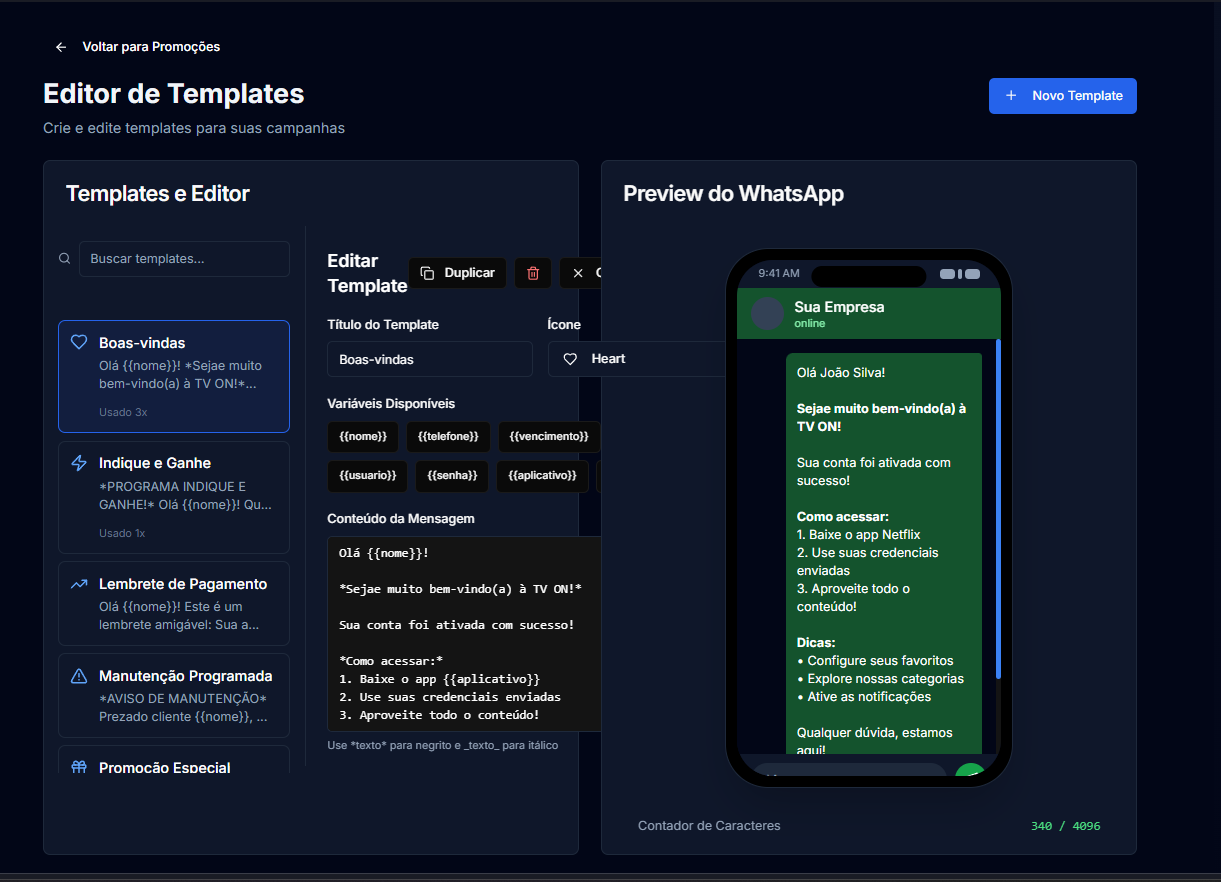 Voltar para Promoções
Editor de Templates
Crie e edite templates para suas campanhas
Novo Template
Templates e Editor
Buscar templates...
Boas-vindas
Olá {{nome}}! *Sejae muito
bem-vindo(a) à TV ON!*...
Usado 3x
Indique e Ganhe
*PROGRAMA INDIQUE E
GANHE!* Olá {{nome}}! Qu...
Usado 1x
Lembrete de Pagamento
Olá {{nome}}! Este é um
lembrete amigável: Sua a...
Manutenção Programada
*AVISO DE MANUTENÇÃO*
Prezado cliente {{nome}}, ...
Promoção Especial
Editar
Template
Duplicar
Título do Template
Ícone
Boas-vindas
Heart
Variáveis Disponíveis
{{nome}} {{telefone}} {{vencimento}}
{{usuario}} {{senha}} {{aplicativo}}
Conteúdo da Mensagem
Olá {{nome}}!
*Sejae muito bem-vindo(a) à TV ON!*
Sua conta foi ativada com sucesso!
*Como acessar:*
1. Baixe o app {{aplicativo}}
2. Use suas credenciais enviadas
3. Aproveite todo o conteúdo!
Use *texto* para negrito e _texto_ para itálico
Preview do WhatsApp
9:41 AM
Sua Empresa
online
Olá João Silva!
Sejae muito bem-vindo(a) à
TV ON!
Sua conta foi ativada com
sucesso!
Como acessar:
1. Baixe o app Netflix
2. Use suas credenciais
enviadas
3. Aproveite todo o
conteúdo!
Dicas:
• Configure seus favoritos
• Explore nossas categorias
• Ative as notificações
Qualquer dúvida, estamos
aqui!
Contador de Caracteres
340 / 4096